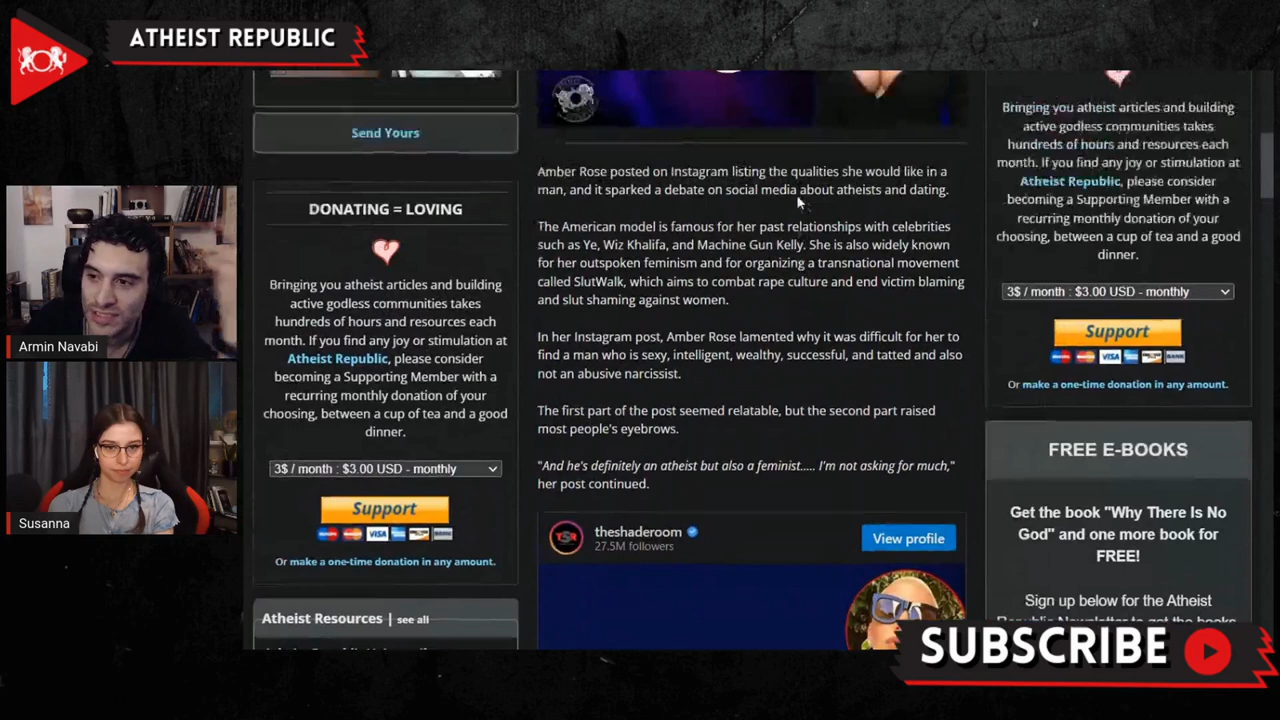 ATHEIST REPUBLIC
Armin Navabi
Susanna
Send Yours
DONATING = LOVING
Bringing you atheist articles and building
active godless communities takes
hundreds of hours and resources each
month. If you find any joy or stimulation at
Atheist Republic, please consider
becoming a Supporting Member with a
recurring monthly donation of your
choosing, between a cup of tea and a good
dinner.
3$ / month : $3.00 USD - monthly
Support
VISA
BANK
Or make a one-time donation in any amount.
Atheist Resources | see all
Amber Rose posted on Instagram listing the qualities she would like in a
man, and it sparked a debate on social media about atheists and dating.
The American model is famous for her past relationships with celebrities
such as Ye, Wiz Khalifa, and Machine Gun Kelly. She is also widely known
for her outspoken feminism and for organizing a transnational movement
called SlutWalk, which aims to combat rape culture and end victim blaming
and slut shaming against women.
In her Instagram post, Amber Rose lamented why it was difficult for her to
find a man who is sexy, intelligent, wealthy, successful, and tatted and also
not an abusive narcissist.
The first part of the post seemed relatable, but the second part raised
most people's eyebrows.
"And he's definitely an atheist but also a feminist..... I'm not asking for much,"
her post continued.
TSR
theshaderoom
27.5M followers
View profile
Bringing you atheist articles and building
active godless communities takes
hundreds of hours and resources each
month. If you find any joy or stimulation at
Atheist Republic, please consider
becoming a Supporting Member with a
recurring monthly donation of your
choosing, between a cup of tea and a good
dinner.
3$ / month : $3.00 USD - monthly
Support
VISA
BANK
Or make a one-time donation in any amount.
FREE E-BOOKS
Get the book "Why There Is No
God" and one more book for
FREE!
Sign up below for the Atheist
Republic Newsletter to get the books
SUBSCRIBE